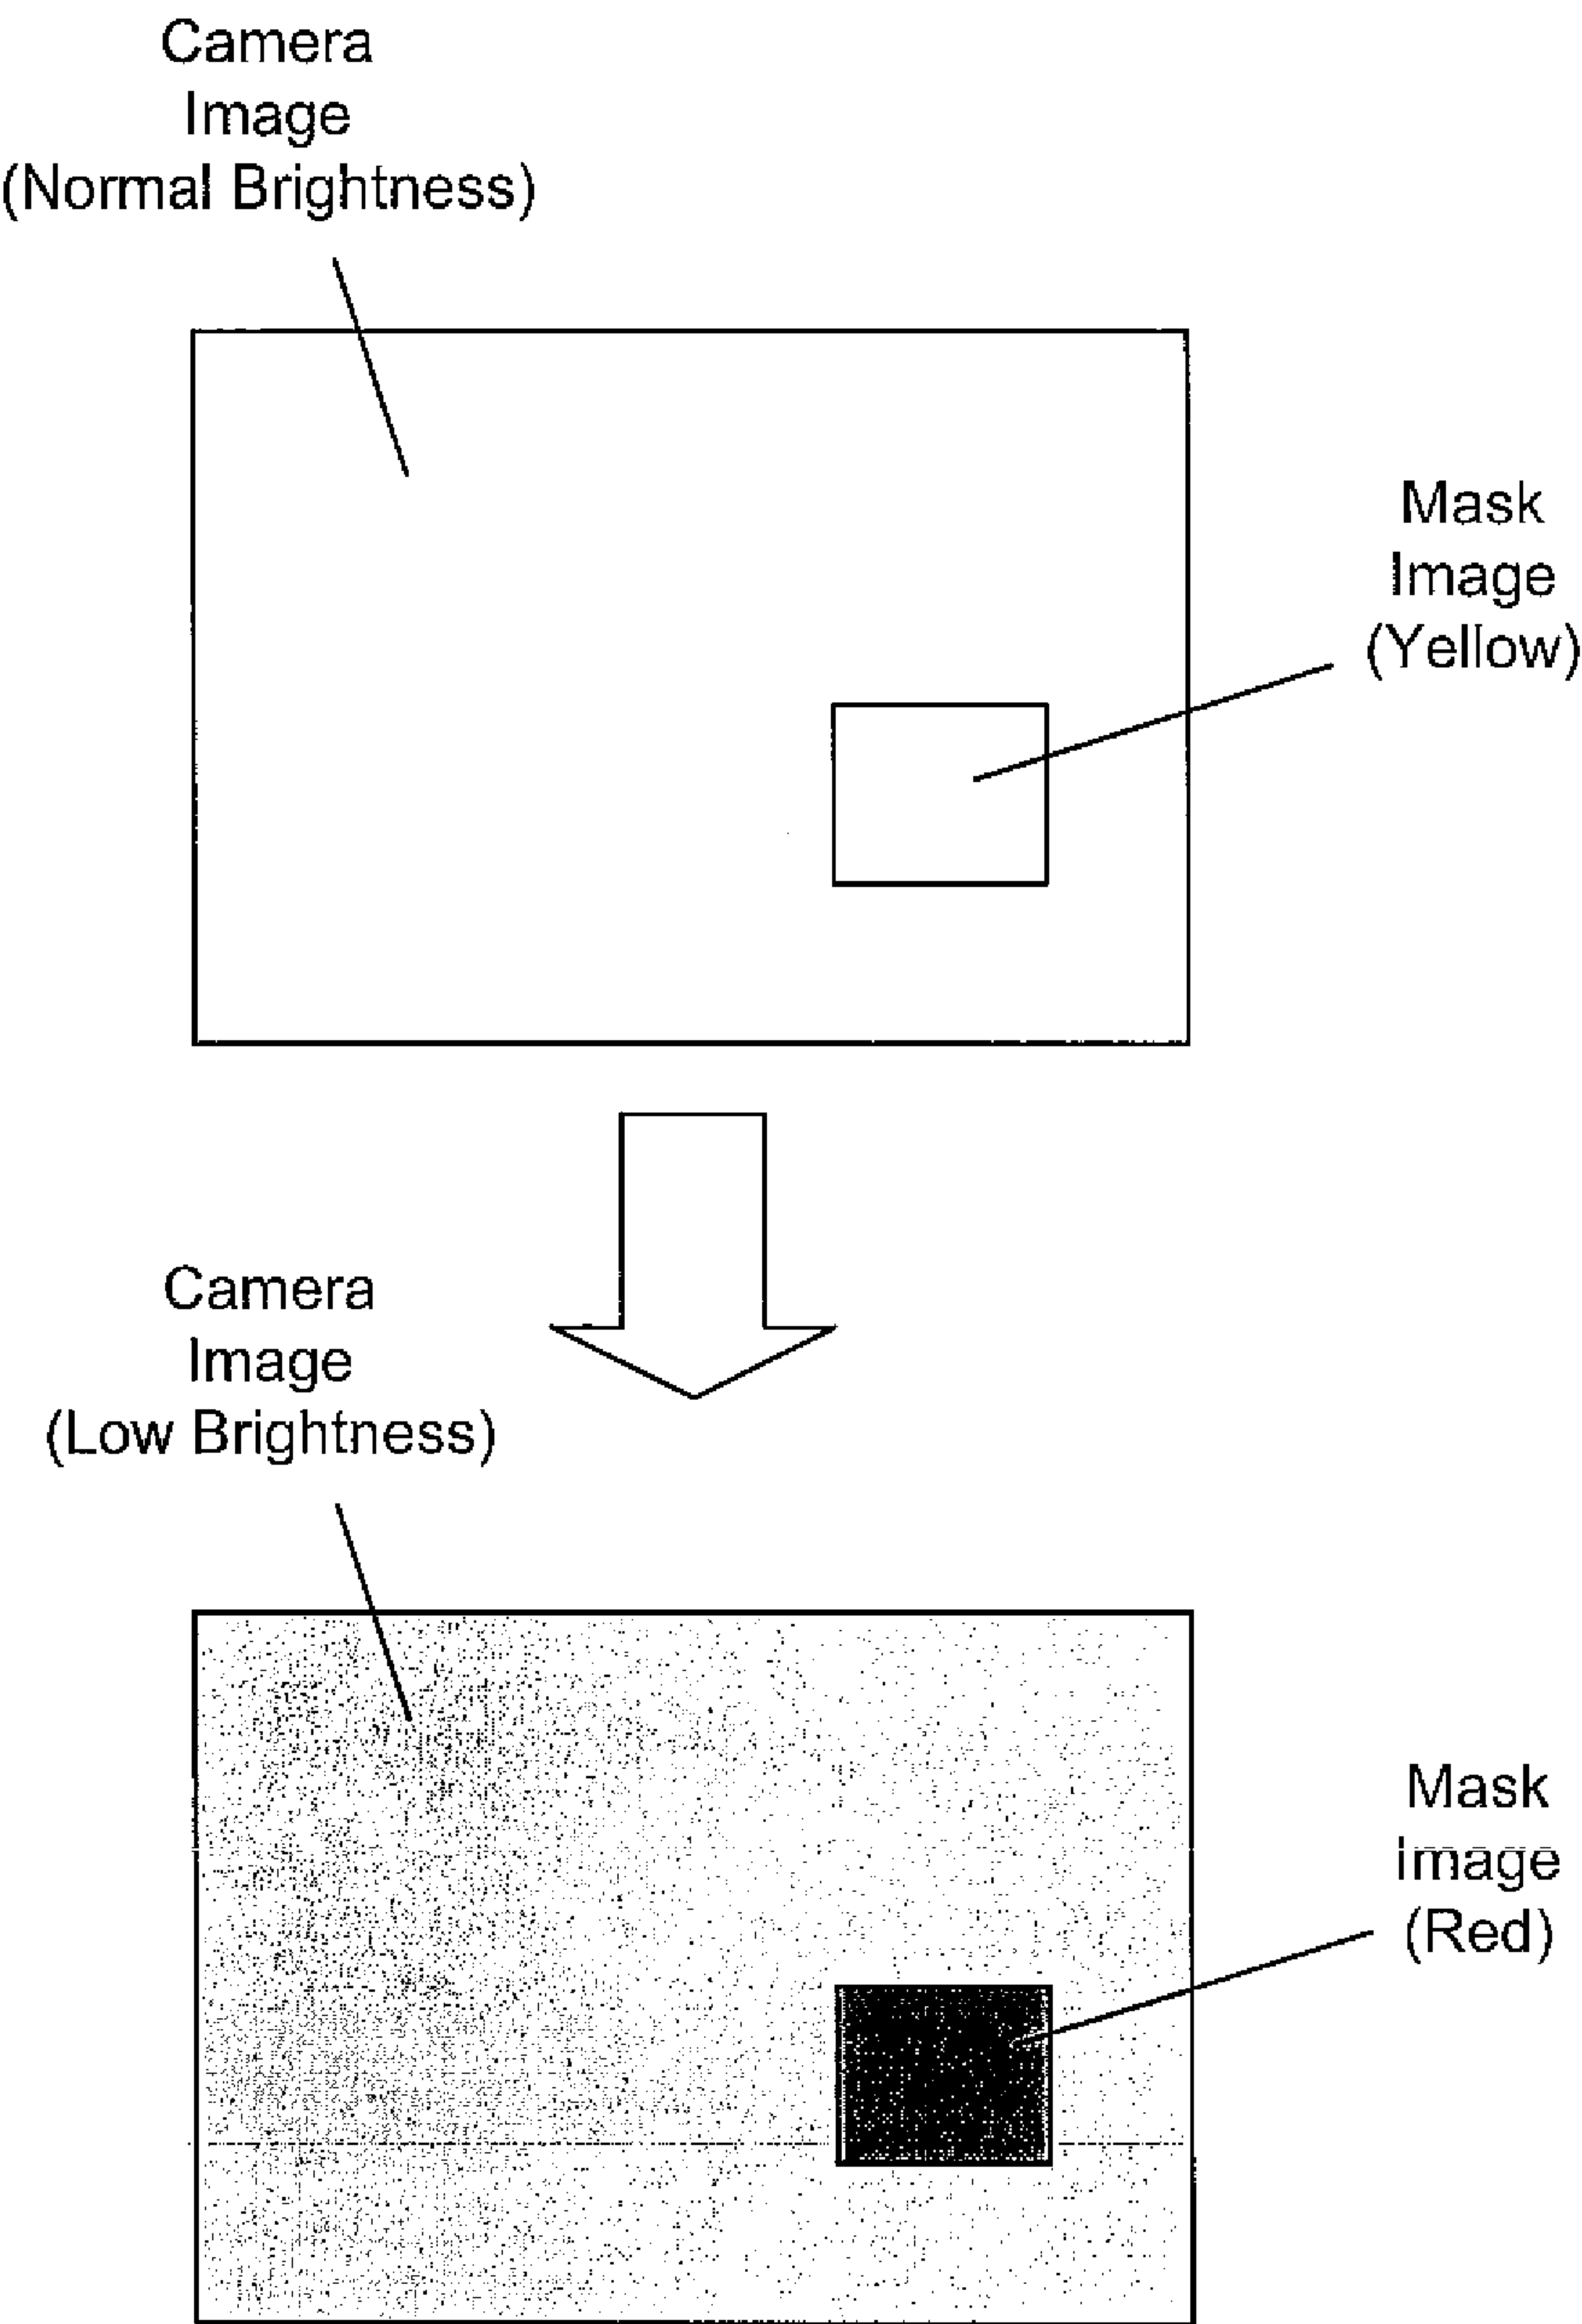 Camera
Image
(Normal Brightness)
Mask
Image
(Yellow)
Camera
Image
(Low Brightness)
Mask
image
(Red)